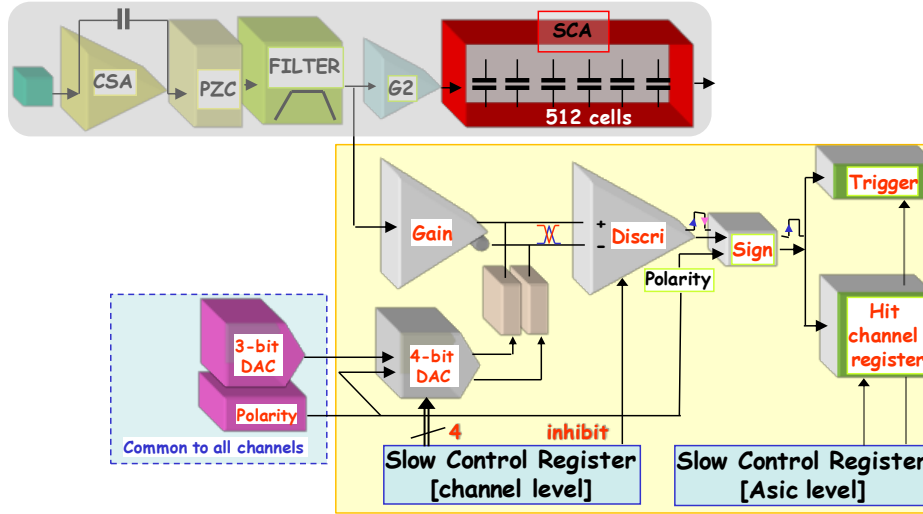 SCA
CSA
PZC
FILTER
G2
512 cells
Gain
+
−
Discri
Sign
Trigger
Polarity
Hit
channel
register
3-bit
DAC
4-bit
DAC
Polarity
Common to all channels
4
inhibit
Slow Control Register
[channel level]
Slow Control Register
[Asic level]